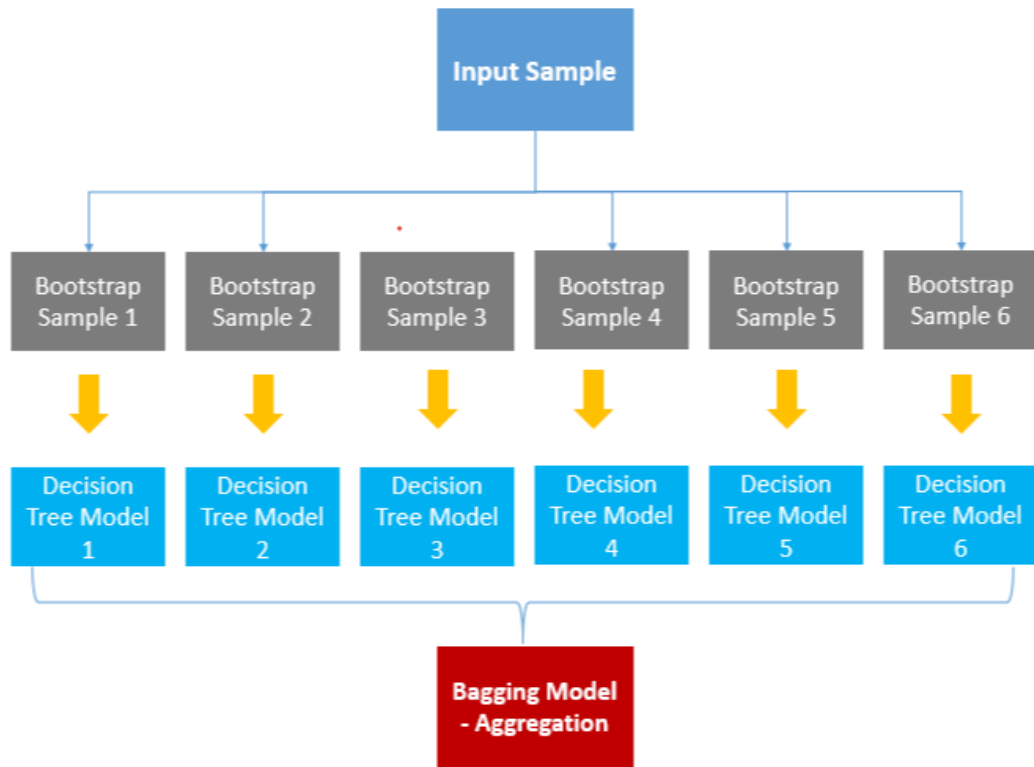 Input Sample
Bootstrap
Sample 1
Bootstrap
Sample 2
Bootstrap
Sample 3
Bootstrap
Sample 4
Bootstrap
Sample 5
Bootstrap
Sample 6
Decision
Tree Model
1
Decision
Tree Model
2
Decision
Tree Model
3
Decision
Tree Model
4
Decision
Tree Model
5
Decision
Tree Model
6
Bagging Model
- Aggregation